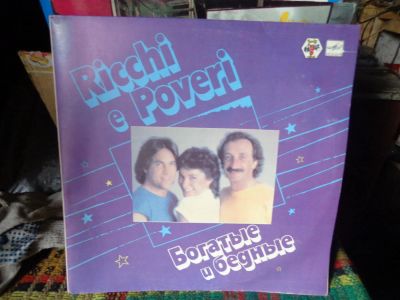 Ricchi
e Poveri
Богатые
и бедные